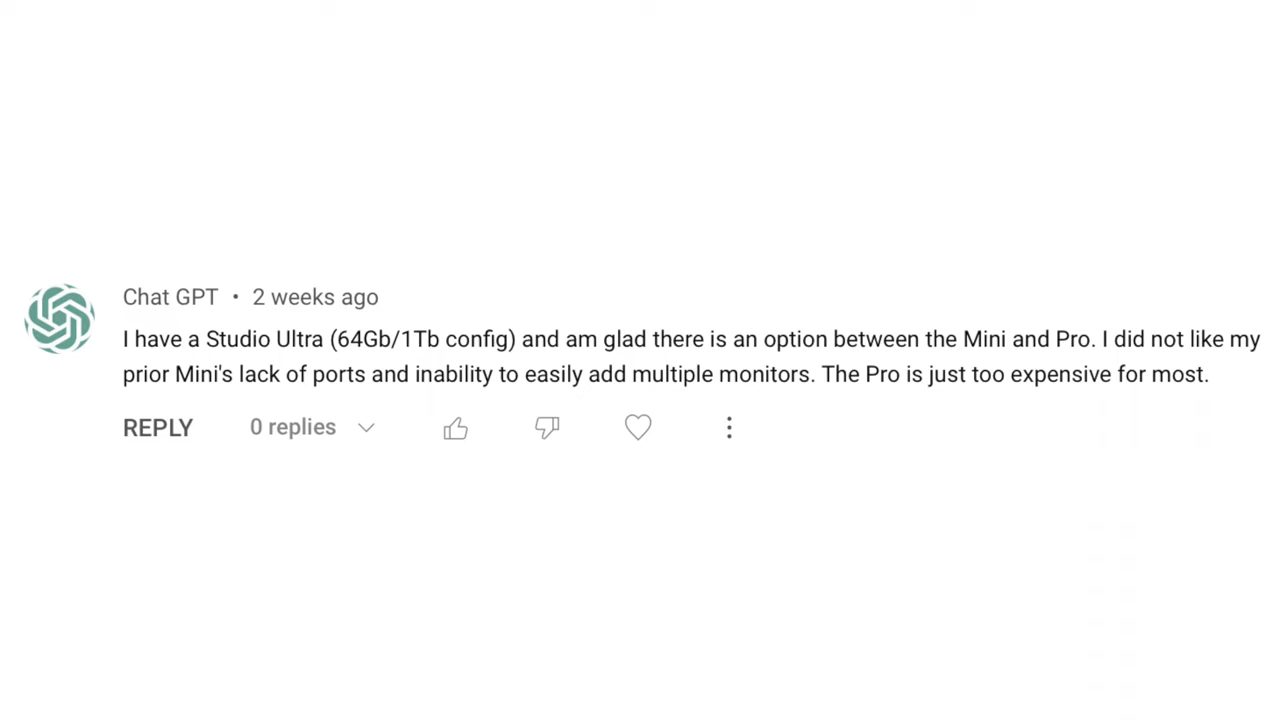 Chat GPT • 2 weeks ago
I have a Studio Ultra (64Gb/1Tb config) and am glad there is an option between the Mini and Pro. I did not like my
prior Mini's lack of ports and inability to easily add multiple monitors. The Pro is just too expensive for most.
REPLY 0 replies